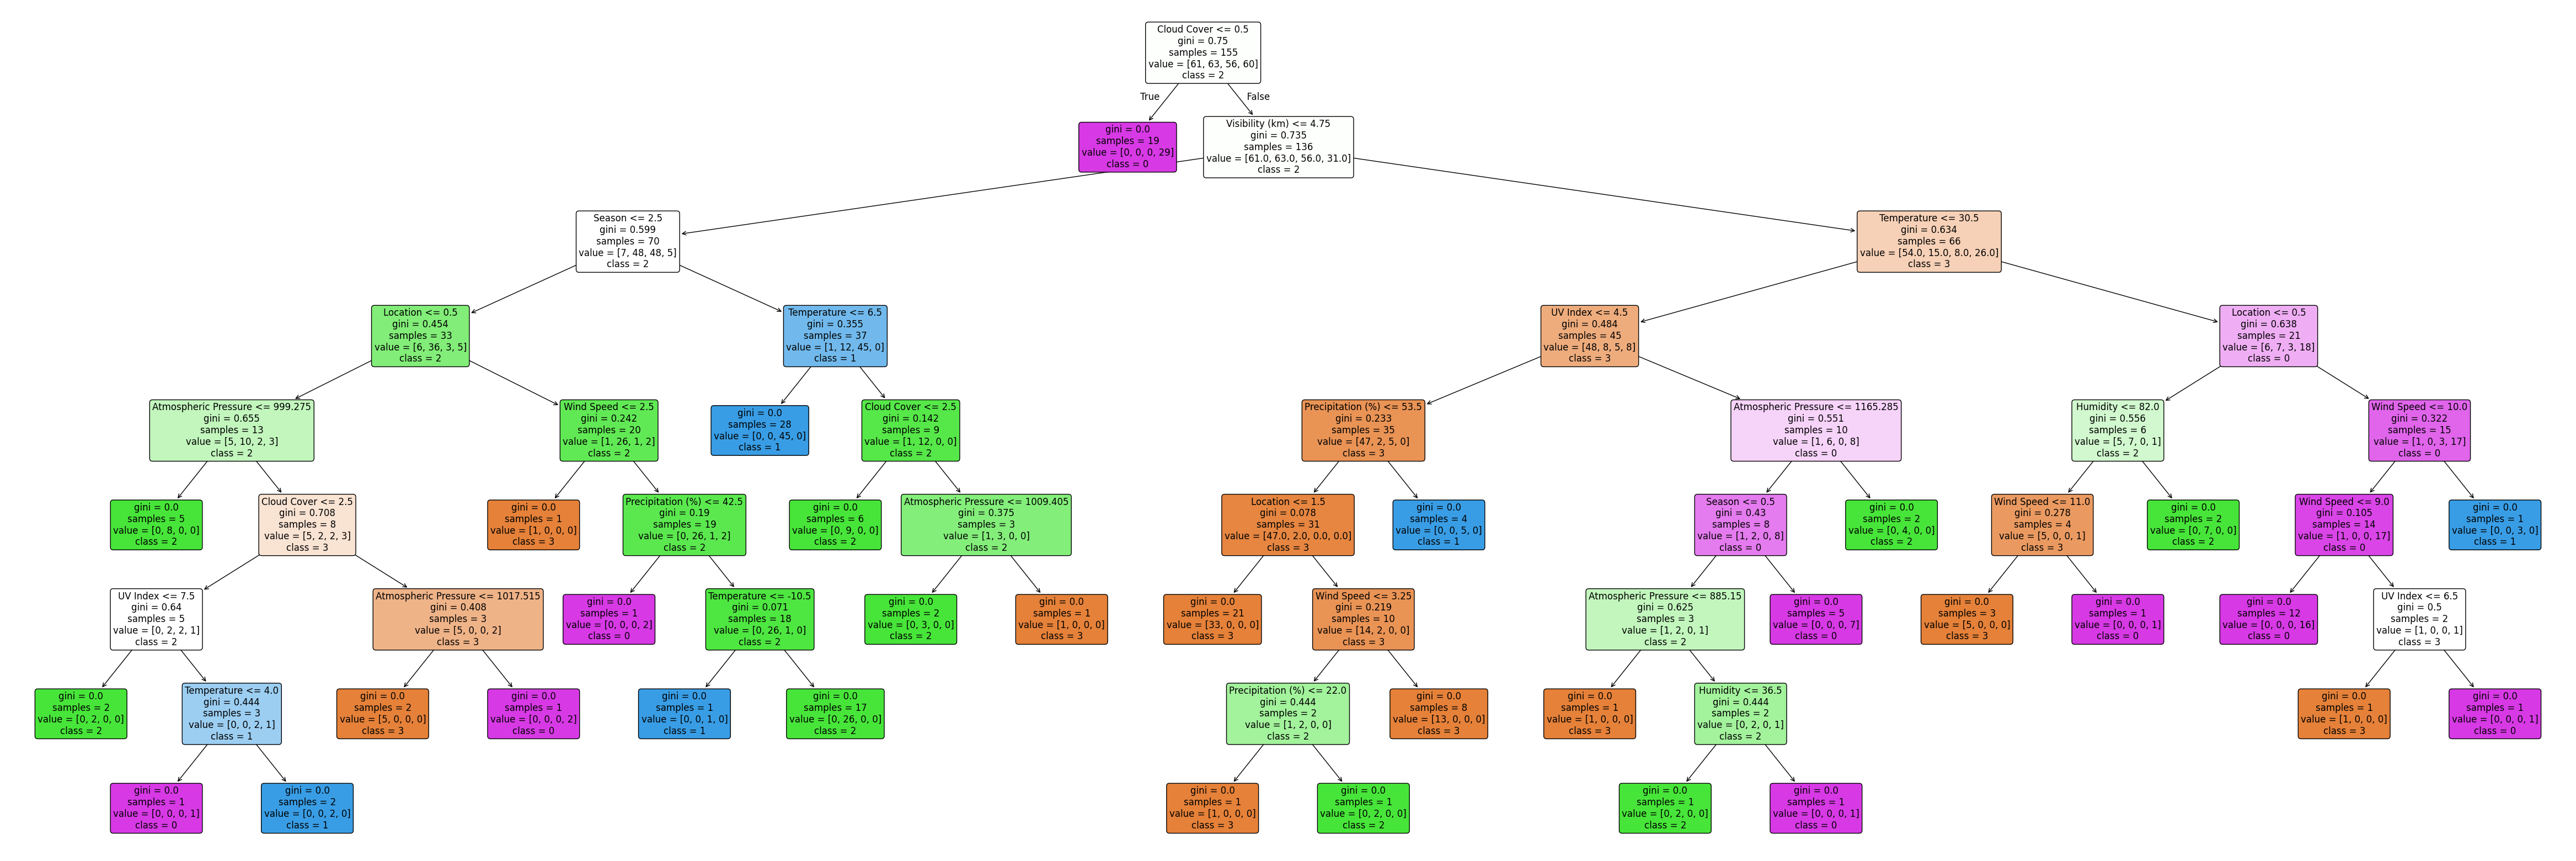 Cloud Cover <= 0.5
gini = 0.75
samples = 155
value = [61, 63, 56, 60]
class = 2
True
False
gini = 0.0
samples = 19
value = [0, 0, 0, 29]
class = 0
Visibility (km) <= 4.75
gini = 0.735
samples = 136
value = [61.0, 63.0, 56.0, 31.0]
class = 2
Season <= 2.5
gini = 0.599
samples = 70
value = [7, 48, 48, 5]
class = 2
Temperature <= 30.5
gini = 0.634
samples = 66
value = [54.0, 15.0, 8.0, 26.0]
class = 3
Location <= 0.5
gini = 0.454
samples = 33
value = [6, 36, 3, 5]
class = 2
Temperature <= 6.5
gini = 0.355
samples = 37
value = [1, 12, 45, 0]
class = 1
UV Index <= 4.5
gini = 0.484
samples = 45
value = [48, 8, 5, 8]
class = 3
Location <= 0.5
gini = 0.638
samples = 21
value = [6, 7, 3, 18]
class = 0
Atmospheric Pressure <= 999.275
gini = 0.655
samples = 13
value = [5, 10, 2, 3]
class = 2
Wind Speed <= 2.5
gini = 0.242
samples = 20
value = [1, 26, 1, 2]
class = 2
gini = 0.0
samples = 28
value = [0, 0, 45, 0]
class = 1
Cloud Cover <= 2.5
gini = 0.142
samples = 9
value = [1, 12, 0, 0]
class = 2
Precipitation (%) <= 53.5
gini = 0.233
samples = 35
value = [47, 2, 5, 0]
class = 3
Atmospheric Pressure <= 1165.285
gini = 0.551
samples = 10
value = [1, 6, 0, 8]
class = 0
Humidity <= 82.0
gini = 0.556
samples = 6
value = [5, 7, 0, 1]
class = 2
Wind Speed <= 10.0
gini = 0.322
samples = 15
value = [1, 0, 3, 17]
class = 0
gini = 0.0
samples = 5
value = [0, 8, 0, 0]
class = 2
Cloud Cover <= 2.5
gini = 0.708
samples = 8
value = [5, 2, 2, 3]
class = 3
gini = 0.0
samples = 1
value = [1, 0, 0, 0]
class = 3
Precipitation (%) <= 42.5
gini = 0.19
samples = 19
value = [0, 26, 1, 2]
class = 2
gini = 0.0
samples = 6
value = [0, 9, 0, 0]
class = 2
Atmospheric Pressure <= 1009.405
gini = 0.375
samples = 3
value = [1, 3, 0, 0]
class = 2
Location <= 1.5
gini = 0.078
samples = 31
value = [47.0, 2.0, 0.0, 0.0]
class = 3
gini = 0.0
samples = 4
value = [0, 0, 5, 0]
class = 1
Season <= 0.5
gini = 0.43
samples = 8
value = [1, 2, 0, 8]
class = 0
gini = 0.0
samples = 2
value = [0, 4, 0, 0]
class = 2
Wind Speed <= 11.0
gini = 0.278
samples = 4
value = [5, 0, 0, 1]
class = 3
gini = 0.0
samples = 2
value = [0, 7, 0, 0]
class = 2
Wind Speed <= 9.0
gini = 0.105
samples = 14
value = [1, 0, 0, 17]
class = 0
gini = 0.0
samples = 1
value = [0, 0, 3, 0]
class = 1
UV Index <= 7.5
gini = 0.64
samples = 5
value = [0, 2, 2, 1]
class = 2
Atmospheric Pressure <= 1017.515
gini = 0.408
samples = 3
value = [5, 0, 0, 2]
class = 3
gini = 0.0
samples = 1
value = [0, 0, 0, 2]
class = 0
Temperature <= -10.5
gini = 0.071
samples = 18
value = [0, 26, 1, 0]
class = 2
gini = 0.0
samples = 2
value = [0, 3, 0, 0]
class = 2
gini = 0.0
samples = 1
value = [1, 0, 0, 0]
class = 3
gini = 0.0
samples = 21
value = [33, 0, 0, 0]
class = 3
Wind Speed <= 3.25
gini = 0.219
samples = 10
value = [14, 2, 0, 0]
class = 3
Atmospheric Pressure <= 885.15
gini = 0.625
samples = 3
value = [1, 2, 0, 1]
class = 2
gini = 0.0
samples = 5
value = [0, 0, 0, 7]
class = 0
gini = 0.0
samples = 3
value = [5, 0, 0, 0]
class = 3
gini = 0.0
samples = 1
value = [0, 0, 0, 1]
class = 0
gini = 0.0
samples = 12
value = [0, 0, 0, 16]
class = 0
UV Index <= 6.5
gini = 0.5
samples = 2
value = [1, 0, 0, 1]
class = 3
gini = 0.0
samples = 2
value = [0, 2, 0, 0]
class = 2
Temperature <= 4.0
gini = 0.444
samples = 3
value = [0, 0, 2, 1]
class = 1
gini = 0.0
samples = 2
value = [5, 0, 0, 0]
class = 3
gini = 0.0
samples = 1
value = [0, 0, 0, 2]
class = 0
gini = 0.0
samples = 1
value = [0, 0, 1, 0]
class = 1
gini = 0.0
samples = 17
value = [0, 26, 0, 0]
class = 2
Precipitation (%) <= 22.0
gini = 0.444
samples = 2
value = [1, 2, 0, 0]
class = 2
gini = 0.0
samples = 8
value = [13, 0, 0, 0]
class = 3
gini = 0.0
samples = 1
value = [1, 0, 0, 0]
class = 3
Humidity <= 36.5
gini = 0.444
samples = 2
value = [0, 2, 0, 1]
class = 2
gini = 0.0
samples = 1
value = [1, 0, 0, 0]
class = 3
gini = 0.0
samples = 1
value = [0, 0, 0, 1]
class = 0
gini = 0.0
samples = 1
value = [0, 0, 0, 1]
class = 0
gini = 0.0
samples = 2
value = [0, 0, 2, 0]
class = 1
gini = 0.0
samples = 1
value = [1, 0, 0, 0]
class = 3
gini = 0.0
samples = 1
value = [0, 2, 0, 0]
class = 2
gini = 0.0
samples = 1
value = [0, 2, 0, 0]
class = 2
gini = 0.0
samples = 1
value = [0, 0, 0, 1]
class = 0